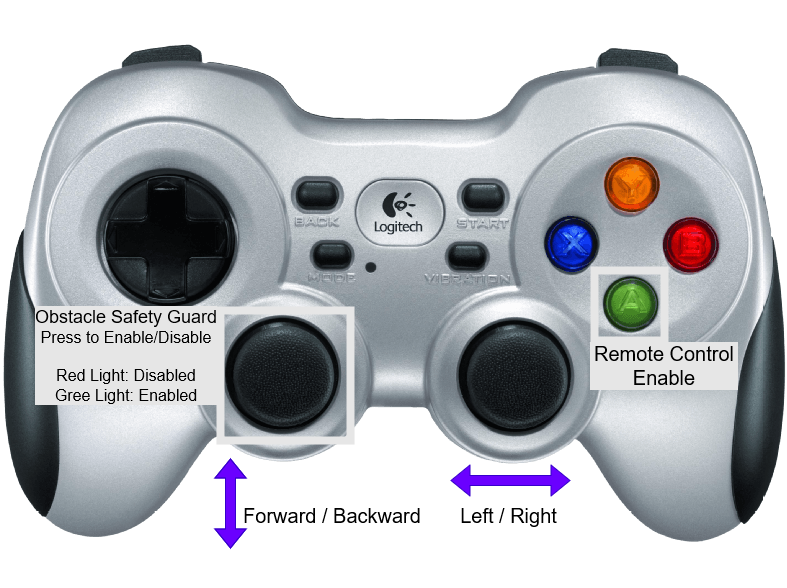 BACK
Logitech
START
MODE
VIBRATION
Y
X
B
A
Obstacle Safety Guard
Press to Enable/Disable
Red Light: Disabled
Gree Light: Enabled
Remote Control
Enable
Forward / Backward
Left / Right